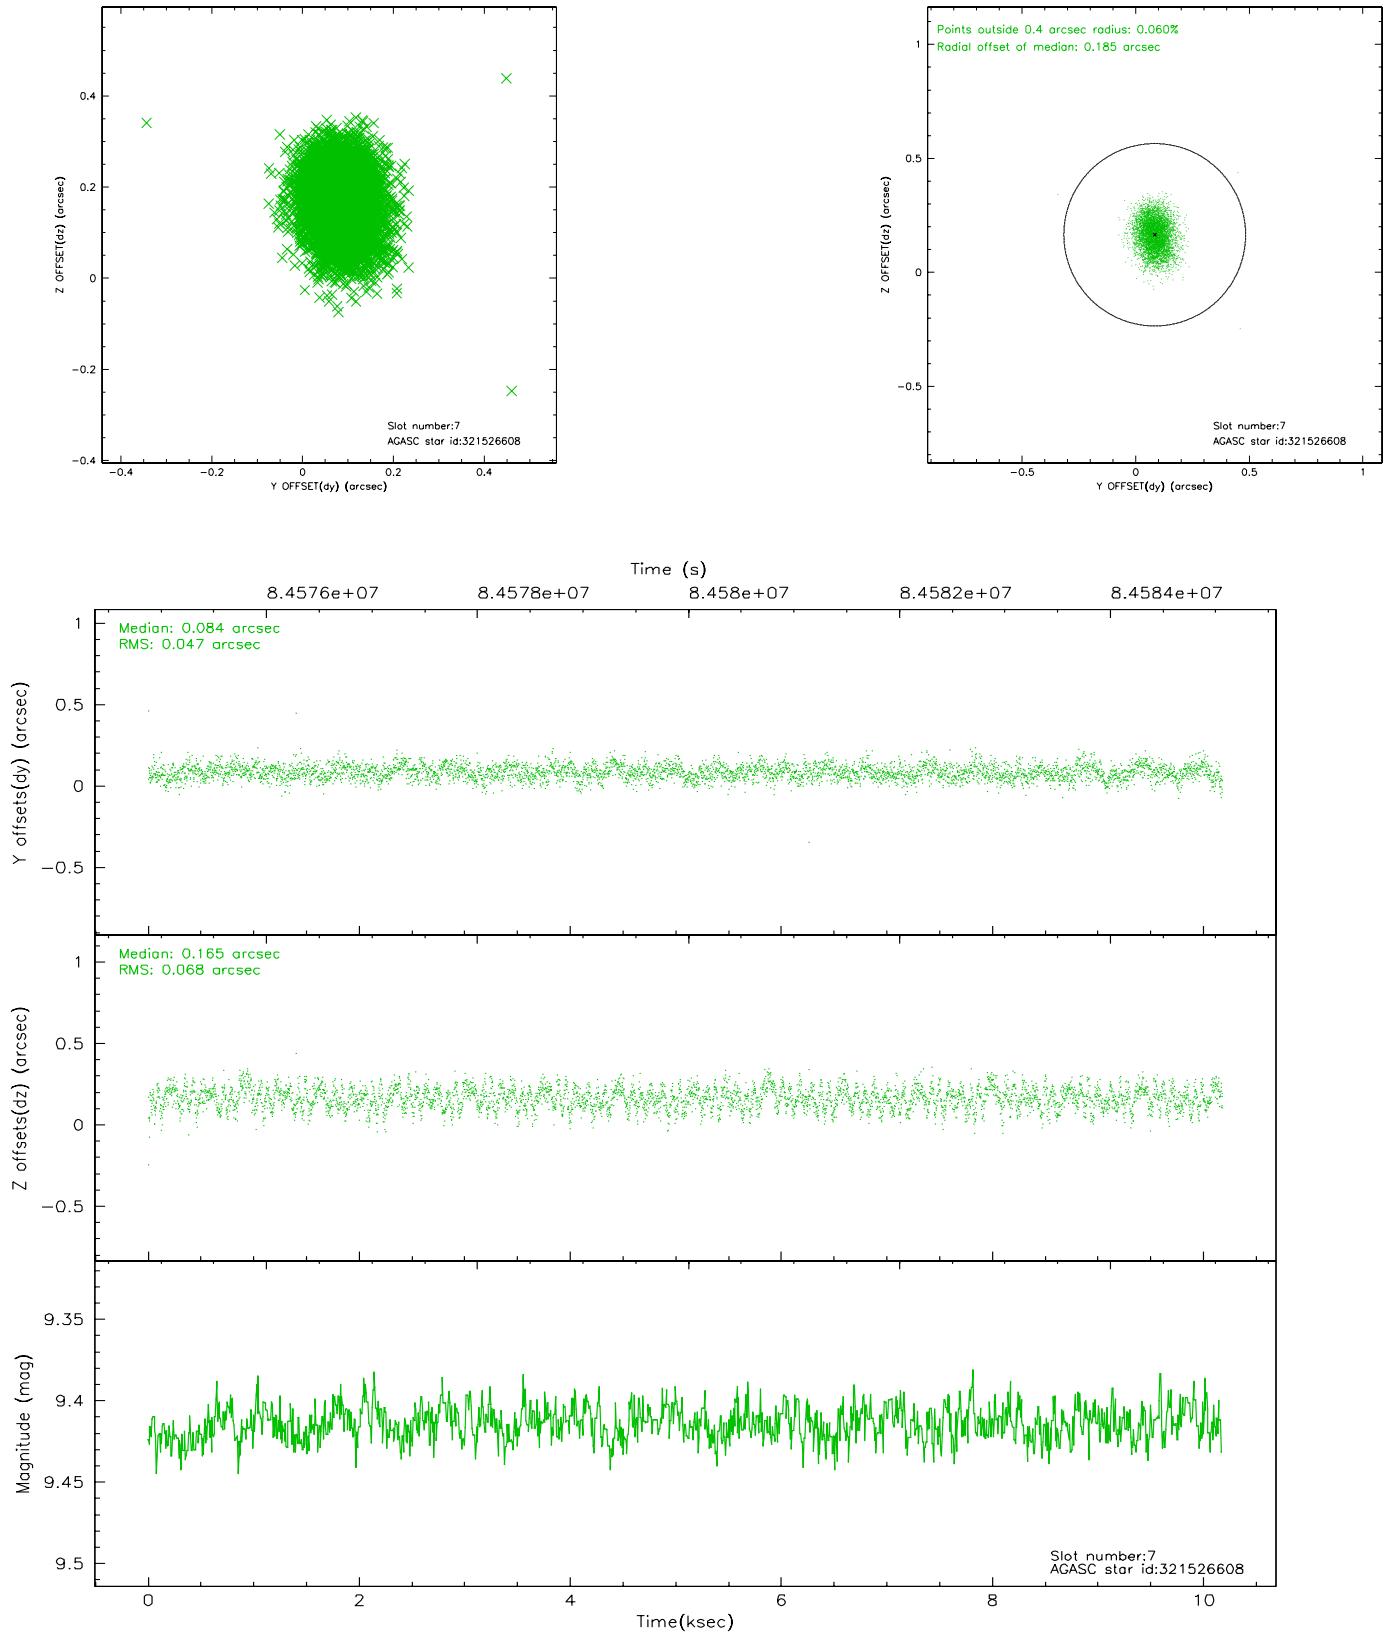 0.4
0.2
0
−0.2
−0.4
Z OFFSET(dz) (arcsec)
Slot number:7
AGASC star id:321526608
−0.4 −0.2 0 0.2 0.4
Y OFFSET(dy) (arcsec)
Points outside 0.4 arcsec radius: 0.060%
Radial offset of median: 0.185 arcsec
1
0.5
0
−0.5
Z OFFSET(dz) (arcsec)
Slot number:7
AGASC star id:321526608
−0.5 0 0.5 1
Y OFFSET(dy) (arcsec)
Time (s)
8.4576e+07 8.4578e+07 8.458e+07 8.4582e+07 8.4584e+07
Median: 0.084 arcsec
RMS: 0.047 arcsec
1
0.5
0
−0.5
Y offsets(dy) (arcsec)
Median: 0.165 arcsec
RMS: 0.068 arcsec
1
0.5
0
−0.5
Z offsets(dz) (arcsec)
9.35
9.4
9.45
9.5
Magnitude (mag)
Slot number:7
AGASC star id:321526608
0 2 4 6 8 10
Time(ksec)